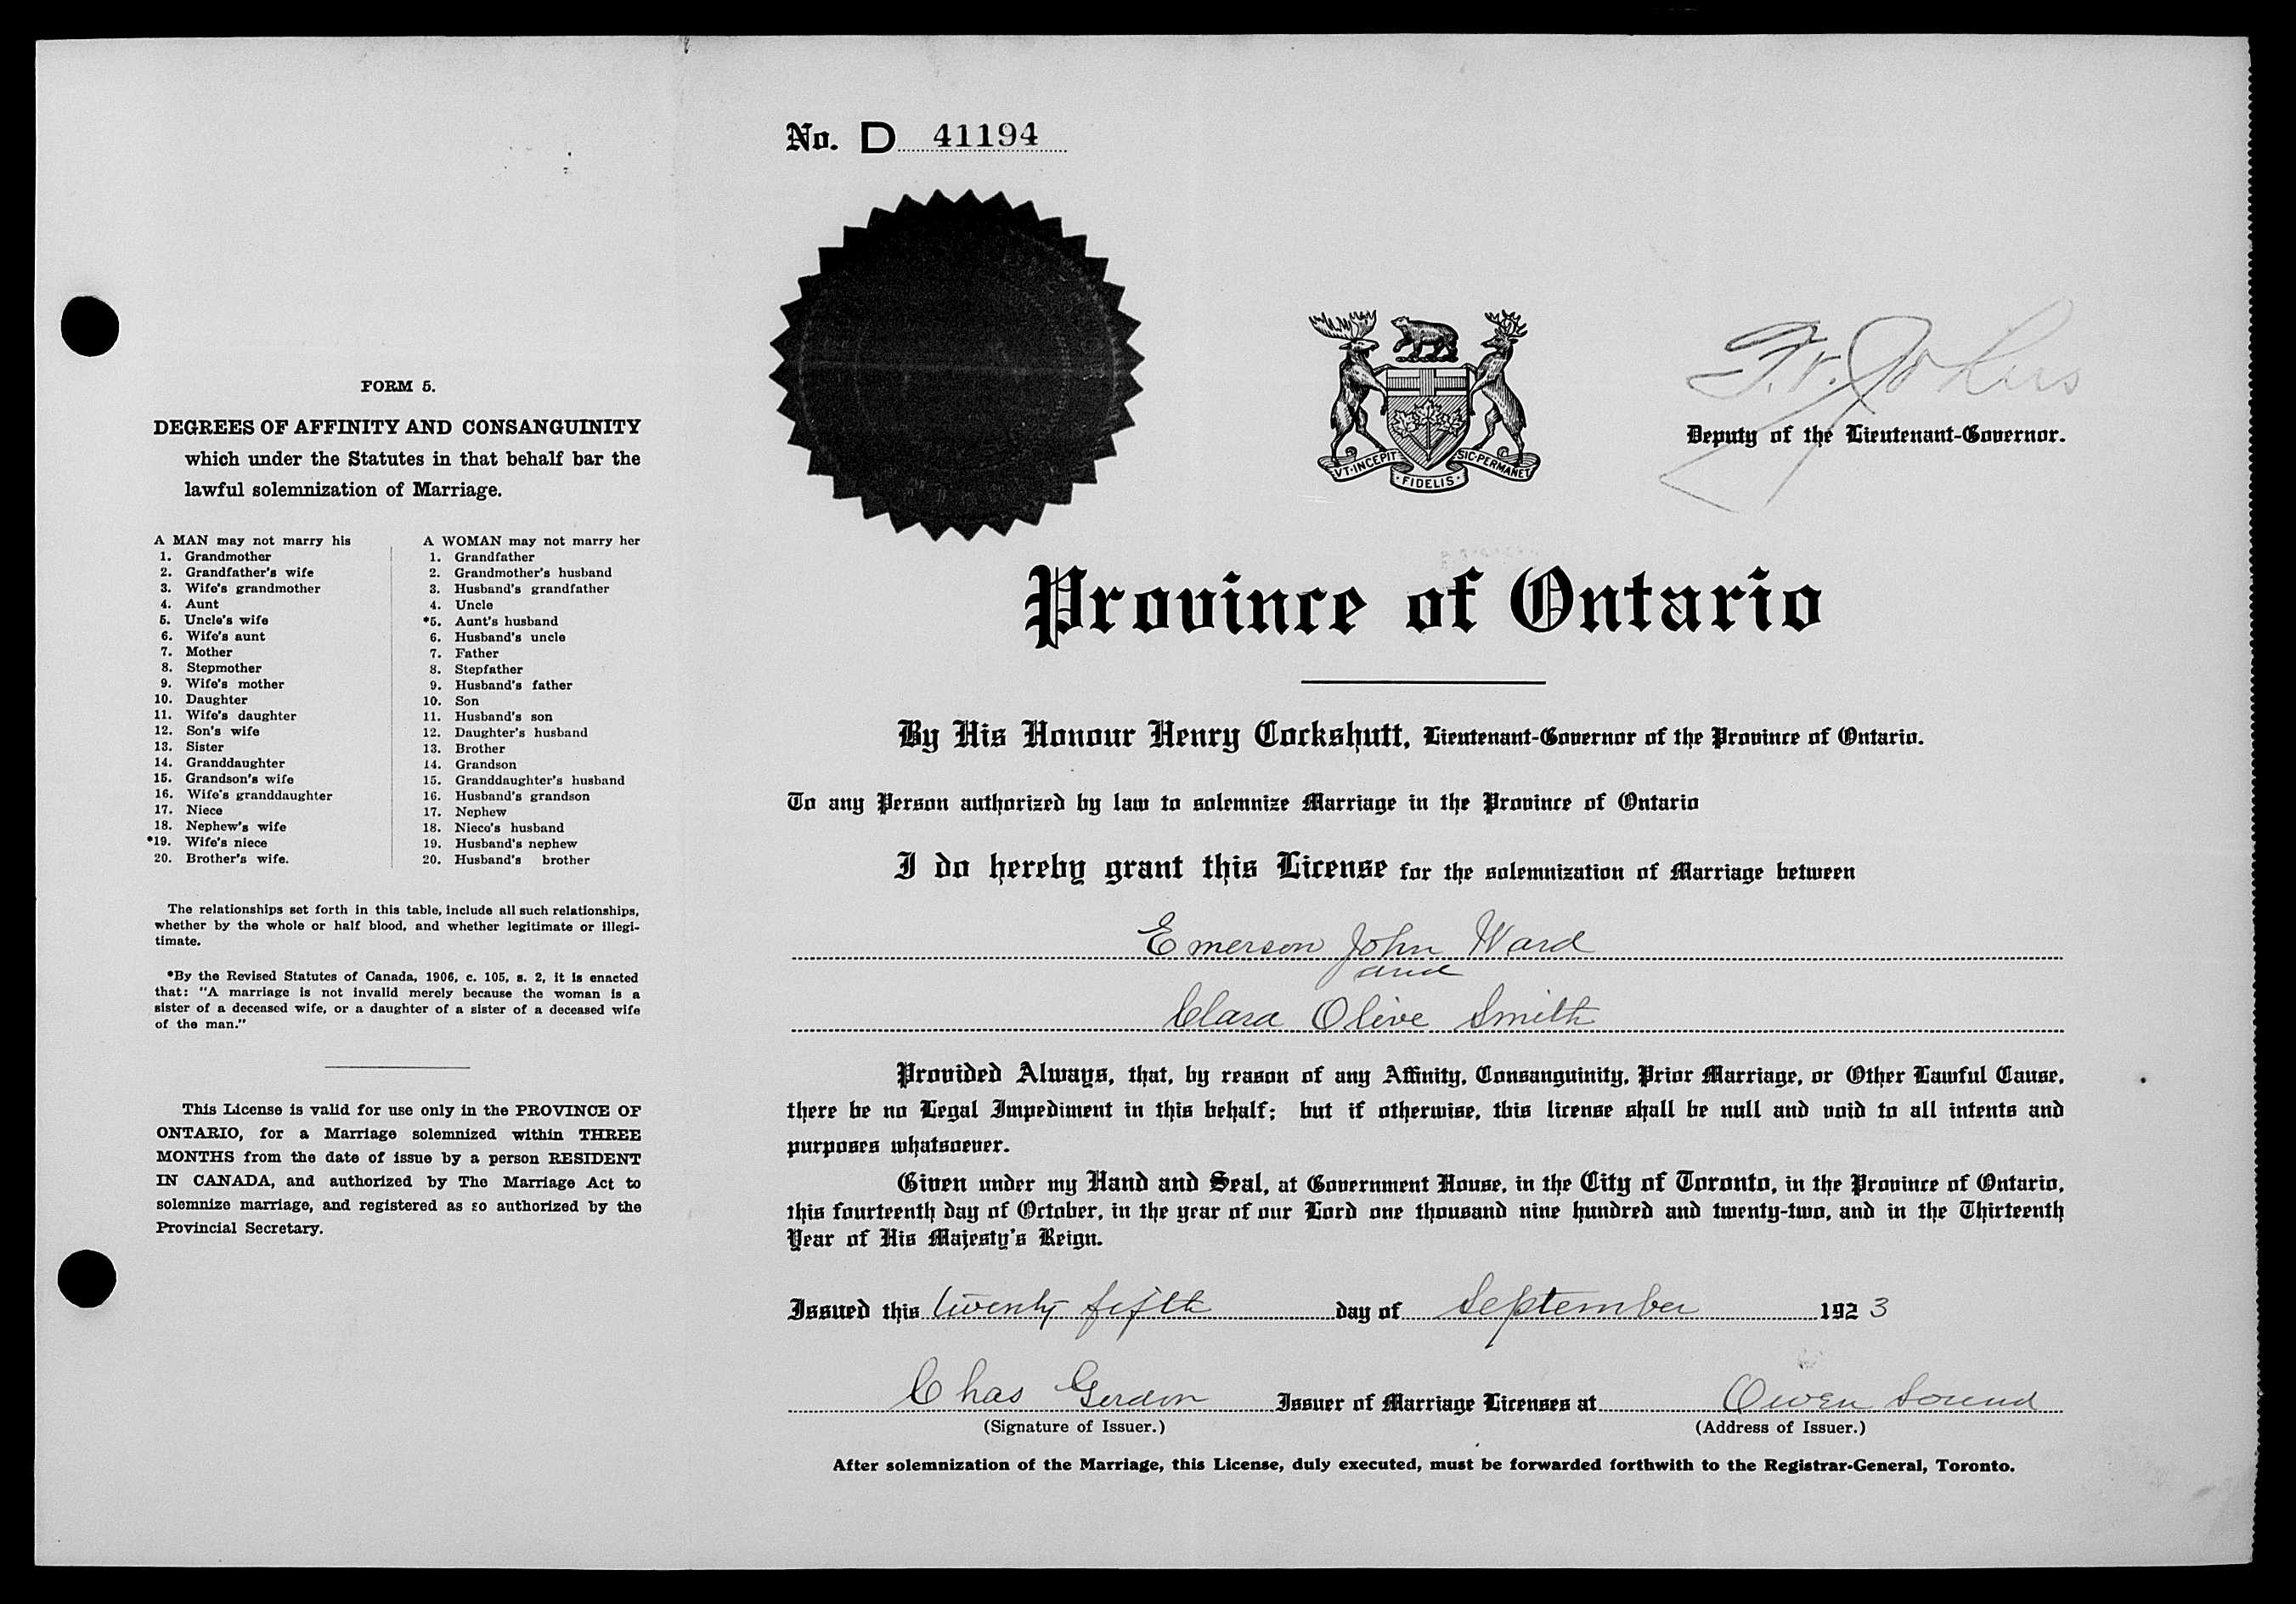 FORM 5.
DEGREES OF AFFINITY AND CONSANGUINITY
which under the Statutes in that behalf bar the
lawful solemnization of Marriage.
A MAN may not marry his
1. Grandmother
2. Grandfather's wife
3. Wife's grandmother
4. Aunt
5. Uncle's wife
6. Wife's aunt
7. Mother
8. Stepmother
9. Wife's mother
10. Daughter
11. Wife's daughter
12. Son's wife
13. Sister
14. Granddaughter
15. Grandson's wife
16. Wife's granddaughter
17. Niece
18. Nephew's wife
*19. Wife's niece
20. Brother's wife.
A WOMAN may not marry her
1. Grandfather
2. Grandmother's husband
3. Husband's grandfather
4. Uncle
*5. Aunt's husband
6. Husband's uncle
7. Father
8. Stepfather
9. Husband's father
10. Son
11. Husband's son
12. Daughter's husband
13. Brother
14. Grandson
15. Granddaughter's husband
16. Husband's grandson
17. Nephew
18. Niece's husband
19. Husband's nephew
20. Husband's brother
The relationships set forth in this table, include all such relationships,
whether by the whole or half blood, and whether legitimate or illegi-
timate.
*By the Revised Statutes of Canada, 1906, c. 105, s. 2, it is enacted
that: "A marriage is not invalid merely because the woman is a
sister of a deceased wife, or a daughter of a sister of a deceased wife
of the man."
This License is valid for use only in the PROVINCE OF
ONTARIO, for a Marriage solemnized within THREE
MONTHS from the date of issue by a person RESIDENT
IN CANADA, and authorized by The Marriage Act to
solemnize marriage, and registered as so authorized by the
Provincial Secretary.
No. D 41194
VT·INCEPIT SIC·PERMANET
·FIDELIS·
Deputy of the Lieutenant-Governor.
Province of Ontario
By His Honour Henry Cockshutt, Lieutenant-Governor of the Province of Ontario.
To any Person authorized by law to solemnize Marriage in the Province of Ontario
I do hereby grant this License for the solemnization of Marriage between
Emerson John Ward
and
Clara Olive Smith
Provided Always, that, by reason of any Affinity, Consanguinity, Prior Marriage, or Other Lawful Cause,
there be no Legal Impediment in this behalf; but if otherwise, this license shall be null and void to all intents and
purposes whatsoever.
Given under my Hand and Seal, at Government House, in the City of Toronto, in the Province of Ontario,
this fourteenth day of October, in the year of our Lord one thousand nine hundred and twenty-two, and in the Thirteenth
Year of His Majesty's Reign.
Issued this twenty fifth day of September 1923
Chas Gordon Issuer of Marriage Licenses at Owen Sound
(Signature of Issuer.) (Address of Issuer.)
After solemnization of the Marriage, this License, duly executed, must be forwarded forthwith to the Registrar-General, Toronto.